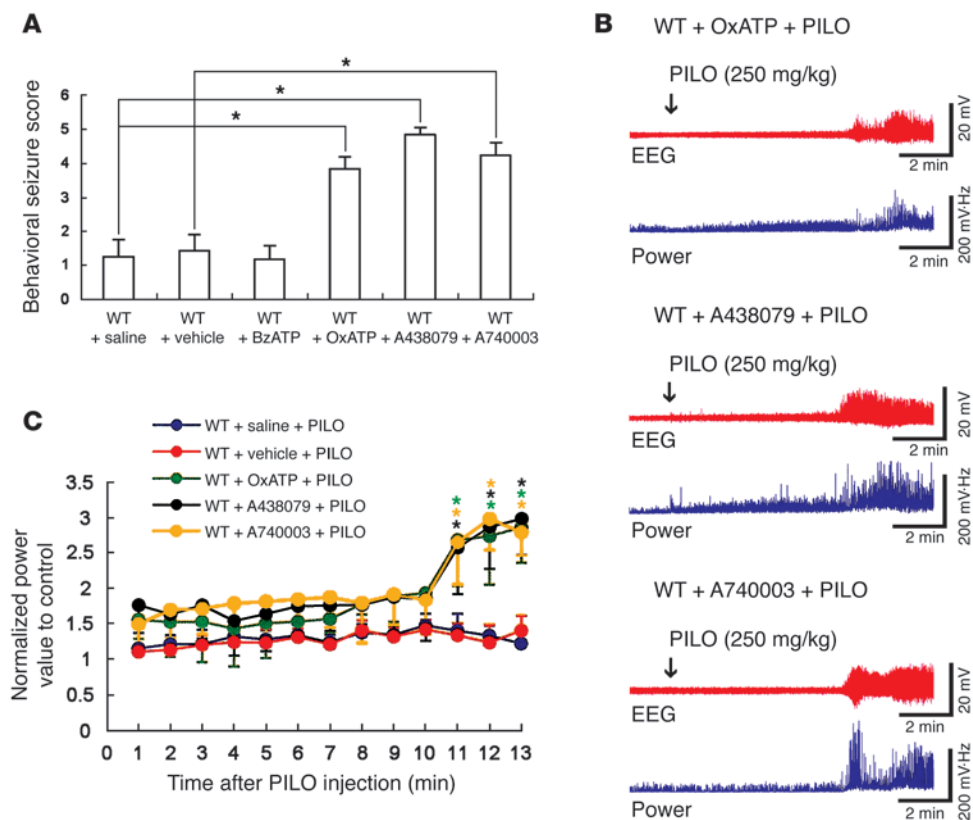 A
*
*
*
Behavioral seizure score
6
5
4
3
2
1
0
WT + saline
WT + vehicle
WT + BzATP
WT + OxATP
WT + A438079
WT + A740003
B
WT + OxATP + PILO
PILO (250 mg/kg)
EEG
20 mV
2 min
Power
200 mV·Hz
2 min
WT + A438079 + PILO
PILO (250 mg/kg)
EEG
20 mV
2 min
Power
200 mV·Hz
2 min
WT + A740003 + PILO
PILO (250 mg/kg)
EEG
20 mV
2 min
Power
200 mV·Hz
2 min
C
WT + saline + PILO
WT + vehicle + PILO
WT + OxATP + PILO
WT + A438079 + PILO
WT + A740003 + PILO
* * *
* * *
* * *
Normalized power
value to control
3.5
3
2.5
2
1.5
1
0.5
0
0 1 2 3 4 5 6 7 8 9 10 11 12 13
Time after PILO injection (min)